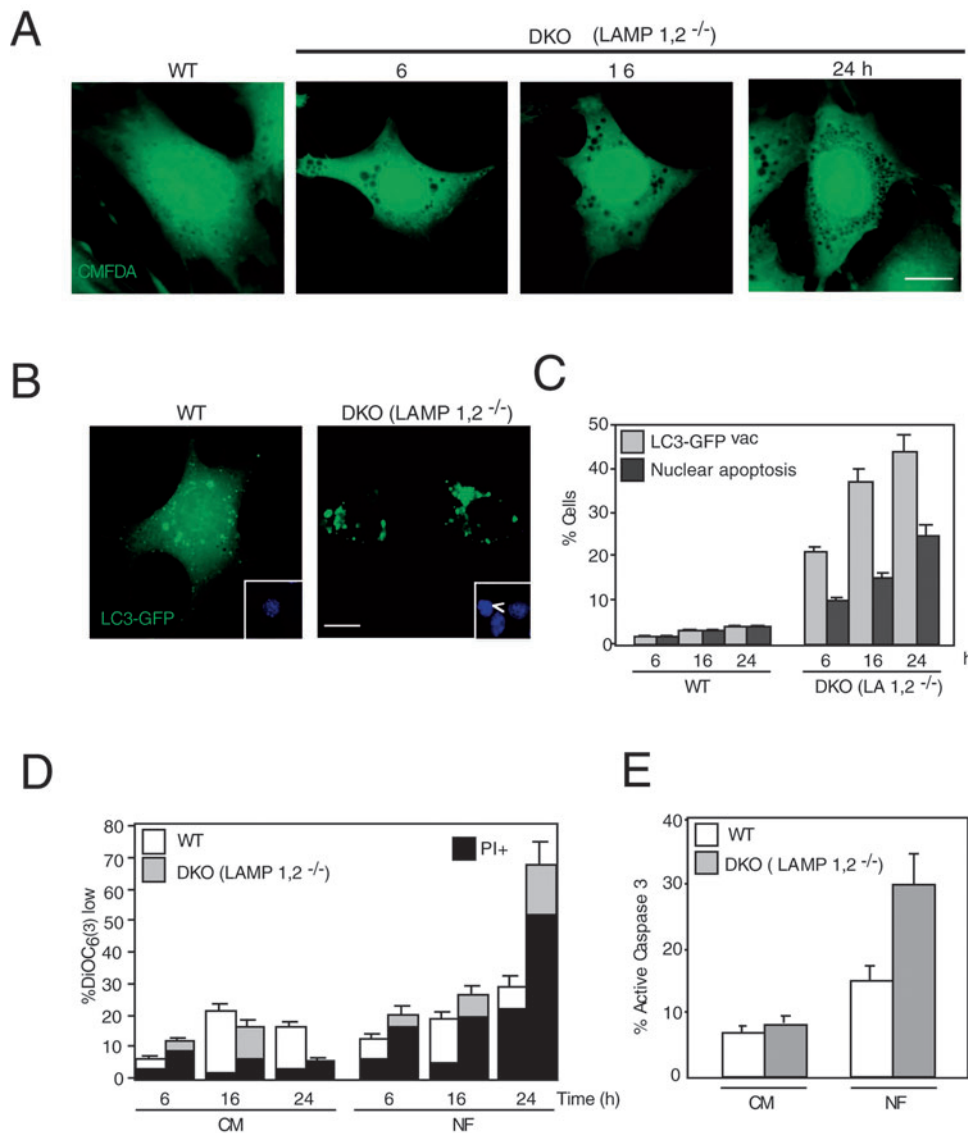 A
DKO (LAMP 1,2 -/-)
WT
6
16
24 h
CMFDA
B
WT
DKO (LAMP 1,2 -/-)
LC3-GFP
C
50
40
30
20
10
0
% Cells
LC3-GFP vac
Nuclear apoptosis
6 16 24 6 16 24 h
WT DKO (LA 1,2 -/-)
D
80
70
60
50
40
30
20
10
0
%DiOC6(3) low
WT
DKO (LAMP 1,2 -/-)
PI+
6 16 24 6 16 24 Time (h)
CM NF
E
40
30
20
10
0
% Active Caspase 3
WT
DKO ( LAMP 1,2 -/-)
CM NF